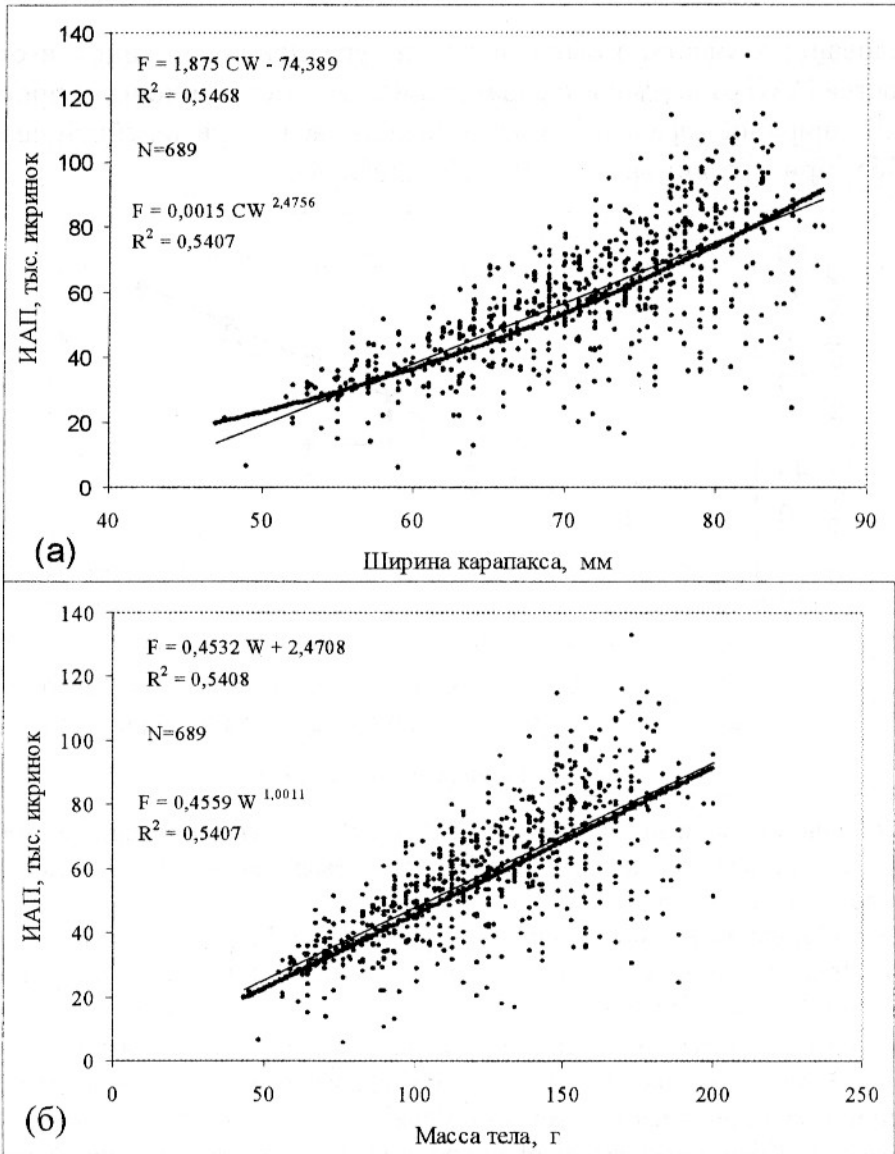 140
120
100
80
60
40
20
0
ИАП, тыс. икринок
F = 1,875 CW - 74,389
R² = 0,5468
N=689
F = 0,0015 CW ²,⁴⁷⁵⁶
R² = 0,5407
40 50 60 70 80 90
(а)
Ширина карапакса, мм
140
120
100
80
60
40
20
0
ИАП, тыс. икринок
F = 0,4532 W + 2,4708
R² = 0,5408
N=689
F = 0,4559 W ¹,⁰⁰¹¹
R² = 0,5407
0 50 100 150 200 250
(б)
Масса тела, г